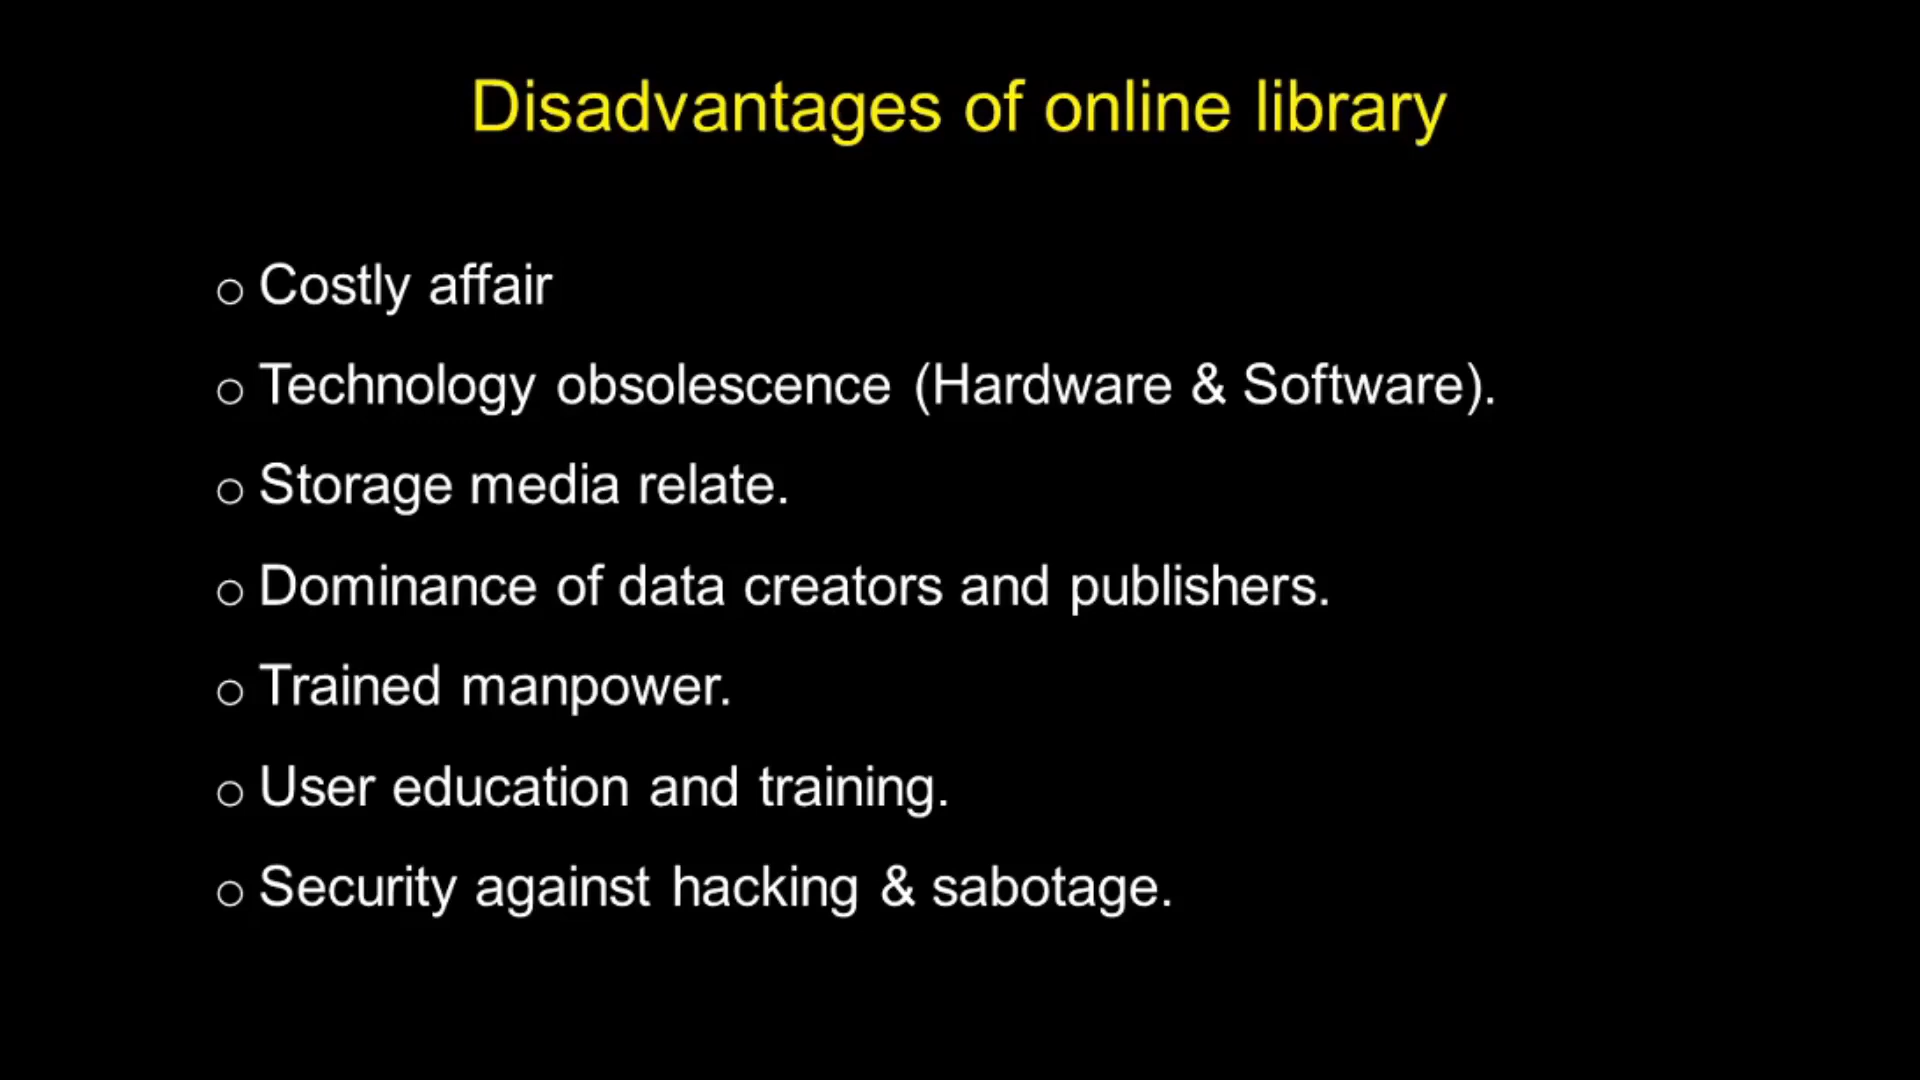 Disadvantages of online library
o Costly affair
o Technology obsolescence (Hardware & Software).
o Storage media relate.
o Dominance of data creators and publishers.
o Trained manpower.
o User education and training.
o Security against hacking & sabotage.